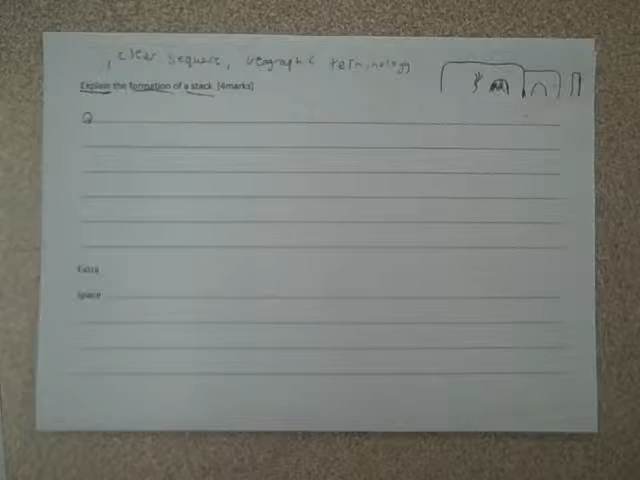 , clear sequence, Geographic terminology
Explain the formation of a stack [4marks]
Extra
space